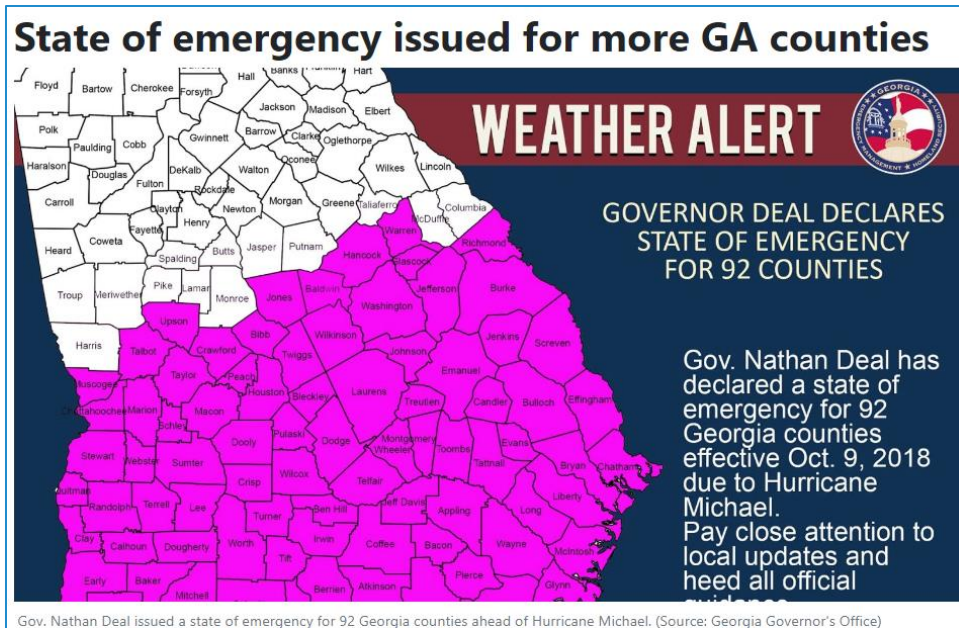 State of emergency issued for more GA counties
Hall
Banks
Hart
Floyd
Bartow
Cherokee
Forsyth
Jackson
Madison
Elbert
Polk
Paulding
Cobb
Gwinnett
Barrow
Clarke
Oglethorpe
Haralson
Douglas
Fulton
DeKalb
Walton
Oconee
Wilkes
Lincoln
Carroll
Rockdale
Clayton
Newton
Morgan
Greene
Taliaferro
McDuffie
Columbia
Fayette
Henry
Heard
Coweta
Spalding
Butts
Jasper
Putnam
Hancock
Warren
Glascock
Richmond
Troup
Meriwether
Pike
Lamar
Monroe
Jones
Baldwin
Washington
Jefferson
Burke
Upson
Harris
Talbot
Crawford
Bibb
Twiggs
Wilkinson
Johnson
Jenkins
Screven
Emanuel
Muscogee
Taylor
Peach
Houston
Bleckley
Laurens
Treutlen
Candler
Bulloch
Effingham
Chattahoochee
Marion
Schley
Macon
Dooly
Pulaski
Dodge
Montgomery
Wheeler
Toombs
Evans
Tattnall
Bryan
Chatham
Stewart
Webster
Sumter
Crisp
Wilcox
Telfair
Jeff Davis
Appling
Long
Liberty
Quitman
Randolph
Terrell
Lee
Turner
Ben Hill
Irwin
Coffee
Bacon
Wayne
McIntosh
Clay
Calhoun
Dougherty
Worth
Tift
Early
Baker
Mitchell
Berrien
Atkinson
Pierce
Glynn
WEATHER ALERT
GEORGIA
EMERGENCY MANAGEMENT
HOMELAND SECURITY
GOVERNOR DEAL DECLARES
STATE OF EMERGENCY
FOR 92 COUNTIES
Gov. Nathan Deal has
declared a state of
emergency for 92
Georgia counties
effective Oct. 9, 2018
due to Hurricane
Michael.
Pay close attention to
local updates and
heed all official
guidance
Gov. Nathan Deal issued a state of emergency for 92 Georgia counties ahead of Hurricane Michael. (Source: Georgia Governor's Office)